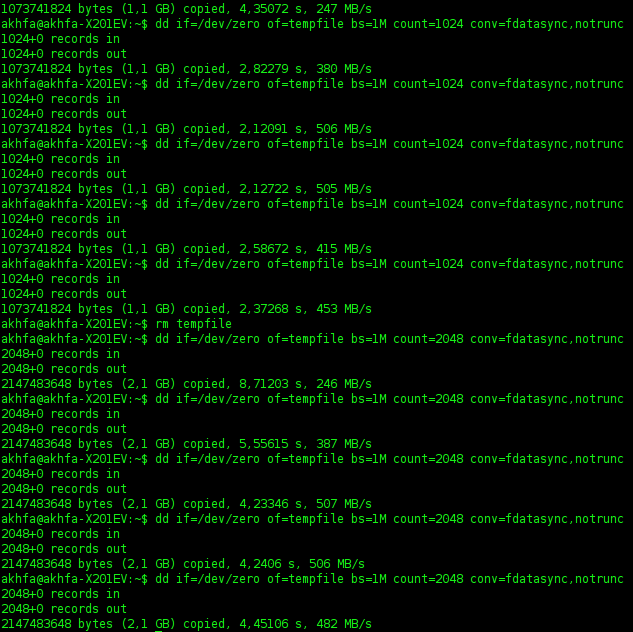 1073741824 bytes (1,1 GB) copied, 4,35072 s, 247 MB/s
akhfa@akhfa-X201EV:~$ dd if=/dev/zero of=tempfile bs=1M count=1024 conv=fdatasync,notrunc
1024+0 records in
1024+0 records out
1073741824 bytes (1,1 GB) copied, 2,82279 s, 380 MB/s
akhfa@akhfa-X201EV:~$ dd if=/dev/zero of=tempfile bs=1M count=1024 conv=fdatasync,notrunc
1024+0 records in
1024+0 records out
1073741824 bytes (1,1 GB) copied, 2,12091 s, 506 MB/s
akhfa@akhfa-X201EV:~$ dd if=/dev/zero of=tempfile bs=1M count=1024 conv=fdatasync,notrunc
1024+0 records in
1024+0 records out
1073741824 bytes (1,1 GB) copied, 2,12722 s, 505 MB/s
akhfa@akhfa-X201EV:~$ dd if=/dev/zero of=tempfile bs=1M count=1024 conv=fdatasync,notrunc
1024+0 records in
1024+0 records out
1073741824 bytes (1,1 GB) copied, 2,58672 s, 415 MB/s
akhfa@akhfa-X201EV:~$ dd if=/dev/zero of=tempfile bs=1M count=1024 conv=fdatasync,notrunc
1024+0 records in
1024+0 records out
1073741824 bytes (1,1 GB) copied, 2,37268 s, 453 MB/s
akhfa@akhfa-X201EV:~$ rm tempfile
akhfa@akhfa-X201EV:~$ dd if=/dev/zero of=tempfile bs=1M count=2048 conv=fdatasync,notrunc
2048+0 records in
2048+0 records out
2147483648 bytes (2,1 GB) copied, 8,71203 s, 246 MB/s
akhfa@akhfa-X201EV:~$ dd if=/dev/zero of=tempfile bs=1M count=2048 conv=fdatasync,notrunc
2048+0 records in
2048+0 records out
2147483648 bytes (2,1 GB) copied, 5,55615 s, 387 MB/s
akhfa@akhfa-X201EV:~$ dd if=/dev/zero of=tempfile bs=1M count=2048 conv=fdatasync,notrunc
2048+0 records in
2048+0 records out
2147483648 bytes (2,1 GB) copied, 4,23346 s, 507 MB/s
akhfa@akhfa-X201EV:~$ dd if=/dev/zero of=tempfile bs=1M count=2048 conv=fdatasync,notrunc
2048+0 records in
2048+0 records out
2147483648 bytes (2,1 GB) copied, 4,2406 s, 506 MB/s
akhfa@akhfa-X201EV:~$ dd if=/dev/zero of=tempfile bs=1M count=2048 conv=fdatasync,notrunc
2048+0 records in
2048+0 records out
2147483648 bytes (2,1 GB) copied, 4,45106 s, 482 MB/s